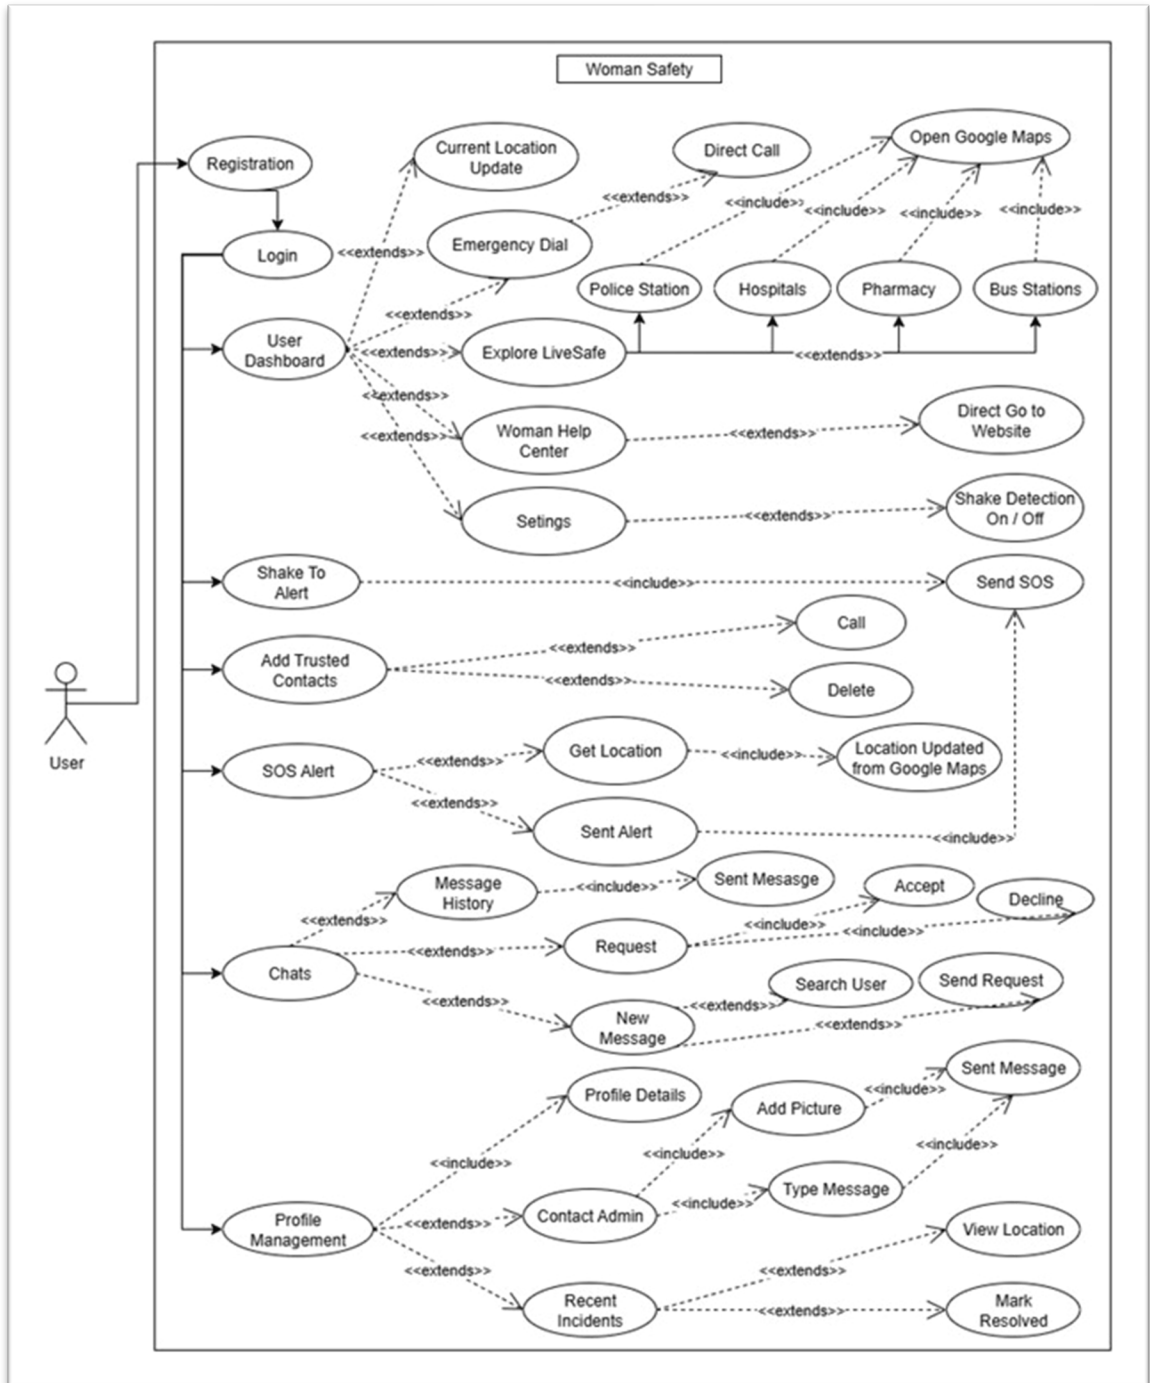 Woman Safety
Registration
Current Location
Update
Direct Call
Open Google Maps
<<extends>>
<<include>>
<<include>>
<<include>>
<<include>>
Login
<<extends>>
Emergency Dial
Police Station
Hospitals
Pharmacy
Bus Stations
<<extends>>
User
Dashboard
<<extends>>
Explore LiveSafe
<<extends>>
<<extends>>
<<extends>>
Woman Help
Center
<<extends>>
Direct Go to
Website
Setings
<<extends>>
Shake Detection
On / Off
Shake To
Alert
<<include>>
Send SOS
Add Trusted
Contacts
<<extends>>
Call
<<extends>>
Delete
User
SOS Alert
<<extends>>
Get Location
<<include>>
Location Updated
from Google Maps
<<extends>>
Sent Alert
<<include>>
Message
History
<<include>>
Sent Mesasge
Accept
Decline
<<extends>>
<<include>>
<<include>>
<<extends>>
Request
Chats
<<extends>>
New
Message
<<extends>>
Search User
Send Request
<<extends>>
Profile Details
Add Picture
<<include>>
Sent Message
<<include>>
<<include>>
<<include>>
Profile
Management
<<extends>>
Contact Admin
<<include>>
Type Message
View Location
<<extends>>
<<extends>>
Recent
Incidents
<<extends>>
Mark
Resolved